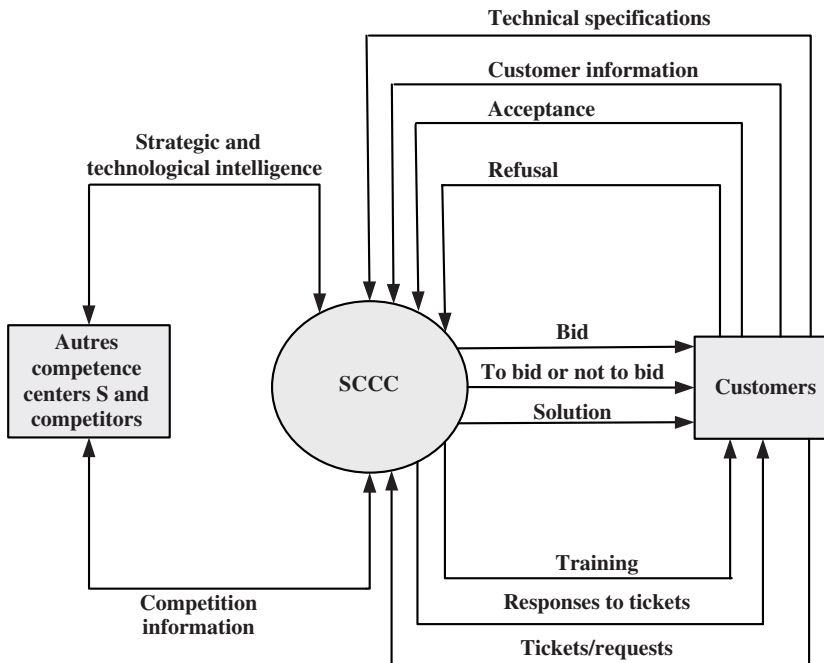 Technical specifications
Customer information
Acceptance
Strategic and
technological intelligence
Refusal
Autres
competence
centers S and
competitors
SCCC
Bid
To bid or not to bid
Solution
Customers
Training
Competition
information
Responses to tickets
Tickets/requests